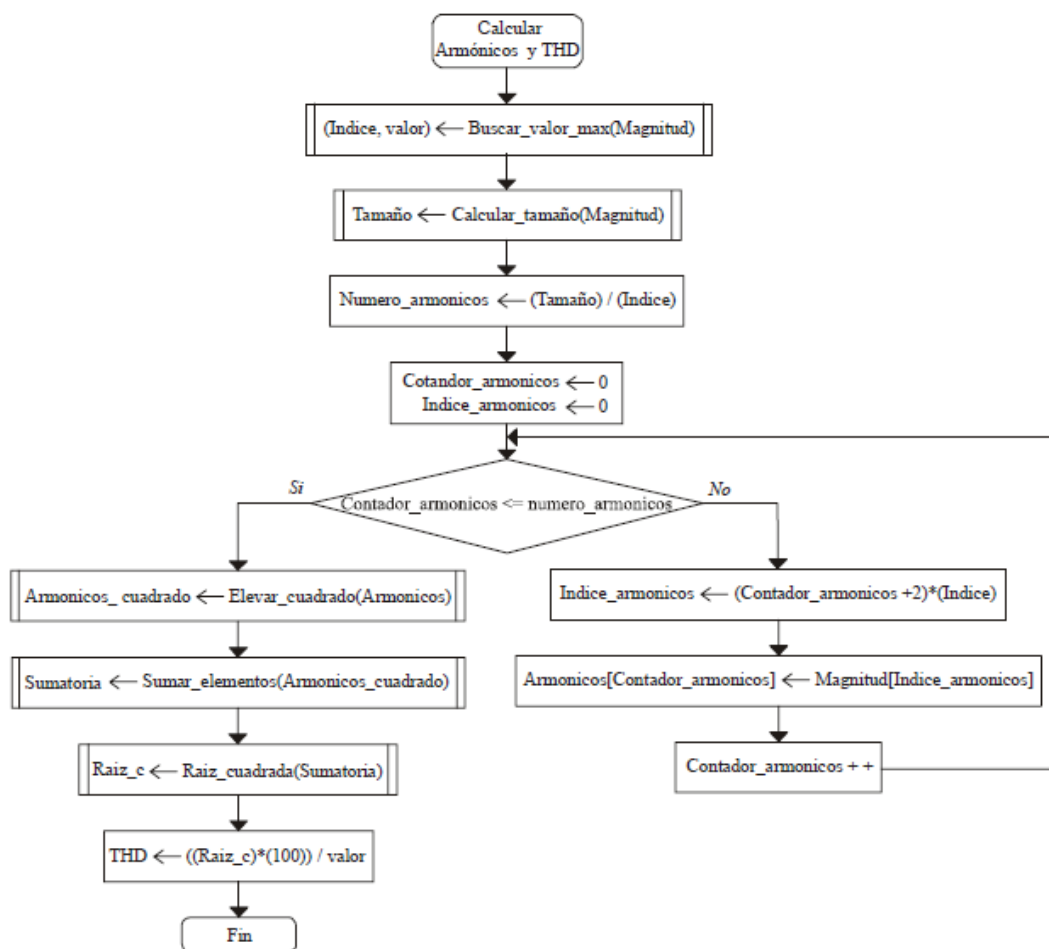 Calcular
Armónicos y THD
(Indice, valor) ← Buscar_valor_max(Magnitud)
Tamaño ← Calcular_tamaño(Magnitud)
Numero_armonicos ← (Tamaño) / (Indice)
Cotandor_armonicos ← 0
Indice_armonicos ← 0
Si
Contador_armonicos <= numero_armonicos
No
Armonicos_ cuadrado ← Elevar_cuadrado(Armonicos)
Sumatoria ← Sumar_elementos(Armonicos_cuadrado)
Raiz_c ← Raiz_cuadrada(Sumatoria)
THD ← ((Raiz_c)*(100)) / valor
Fin
Indice_armonicos ← (Contador_armonicos +2)*(Indice)
Armonicos[Contador_armonicos] ← Magnitud[Indice_armonicos]
Contador_armonicos + +